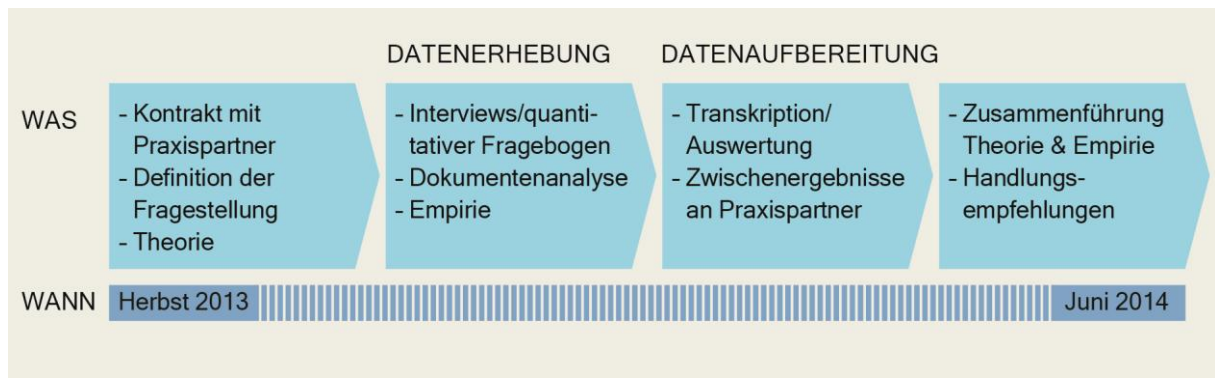 DATENERHEBUNG
DATENAUFBEREITUNG
WAS
- Kontrakt mit
Praxispartner
- Definition der
Fragestellung
- Theorie
- Interviews/quanti-
tativer Fragebogen
- Dokumentenanalyse
- Empirie
- Transkription/
Auswertung
- Zwischenergebnisse
an Praxispartner
- Zusammenführung
Theorie & Empirie
- Handlungs-
empfehlungen
WANN
Herbst 2013
Juni 2014